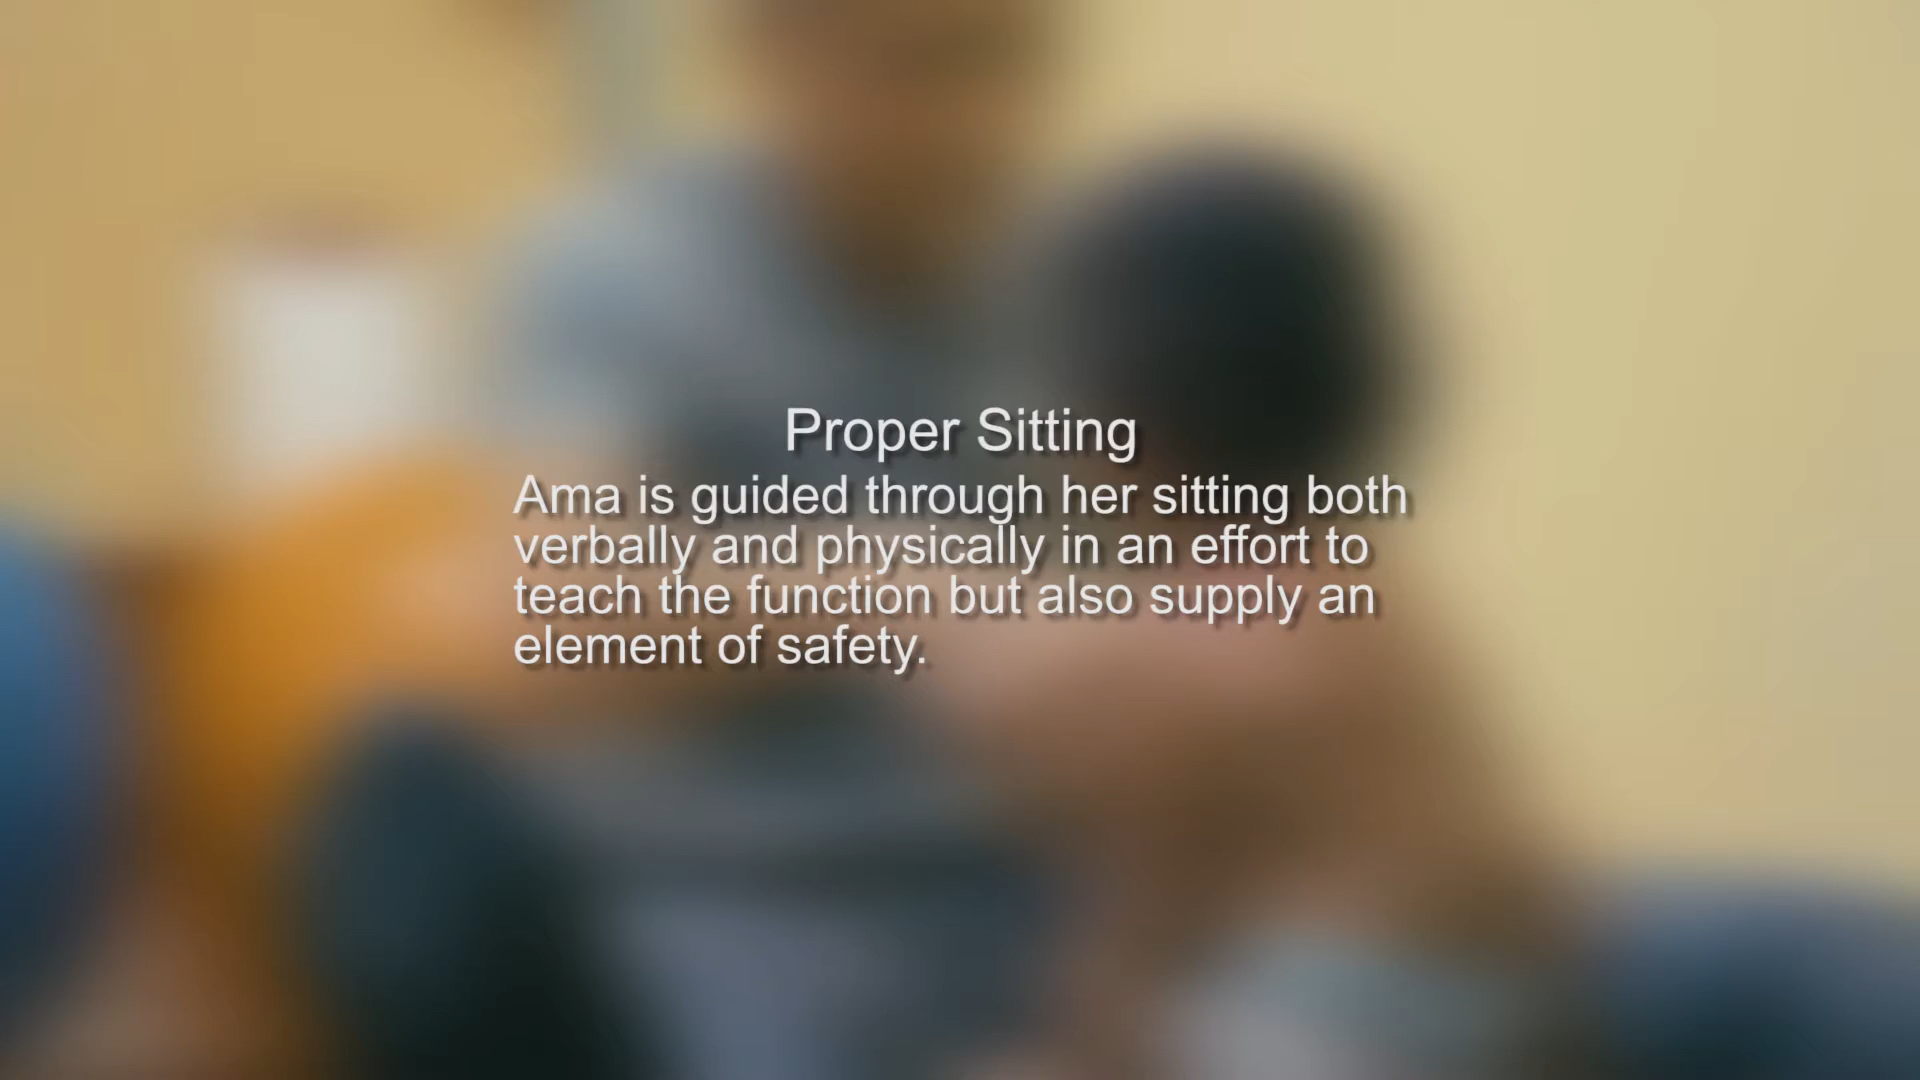 Proper Sitting
Ama is guided through her sitting both
verbally and physically in an effort to
teach the function but also supply an
element of safety.